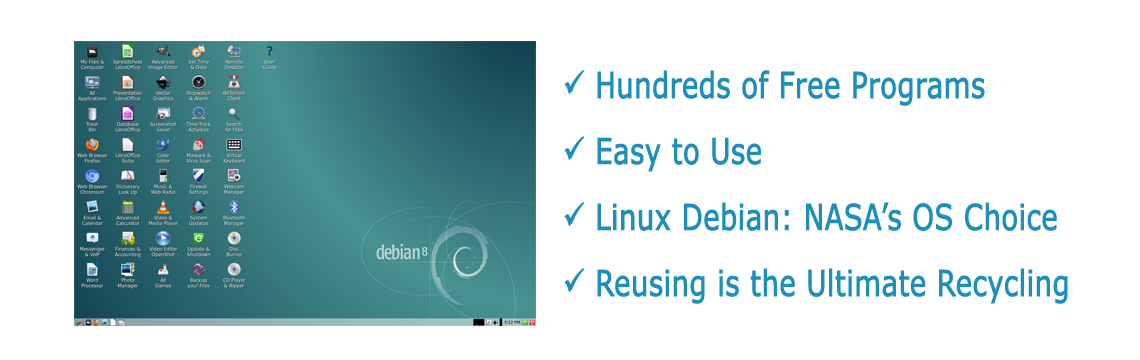 My Files &
Computer
Spreadsheet
LibreOffice
Advanced
Image Editor
Set Time
& Date
Remote
Desktop
?
User
Guide
All
Applications
Presentation
LibreOffice
Vector
Graphics
Stopwatch
& Alarm
BitTorrent
Client
Trash
Bin
Database
LibreOffice
Screenshot
Saver
Time-Track
Activities
Search
for Files
Web Browser
Firefox
LibreOffice
Suite
Code
Editor
Malware &
Virus Scan
Virtual
Keyboard
Web Browser
Chromium
Dictionary
Look Up
Music &
Web Radio
Firewall
Settings
Webcam
Manager
Email &
Calendar
Advanced
Calculator
Video &
Media Player
System
Updates
Bluetooth
Manager
Messenger
& VoIP
Finances &
Accounting
Video Editor
OpenShot
Update &
Shutdown
Disc
Burner
Word
Processor
Photo
Manager
All
Games
Backup
your Files
CD Player
& Ripper
debian 8
5:12 PM
✓ Hundreds of Free Programs
✓ Easy to Use
✓ Linux Debian: NASA's OS Choice
✓ Reusing is the Ultimate Recycling